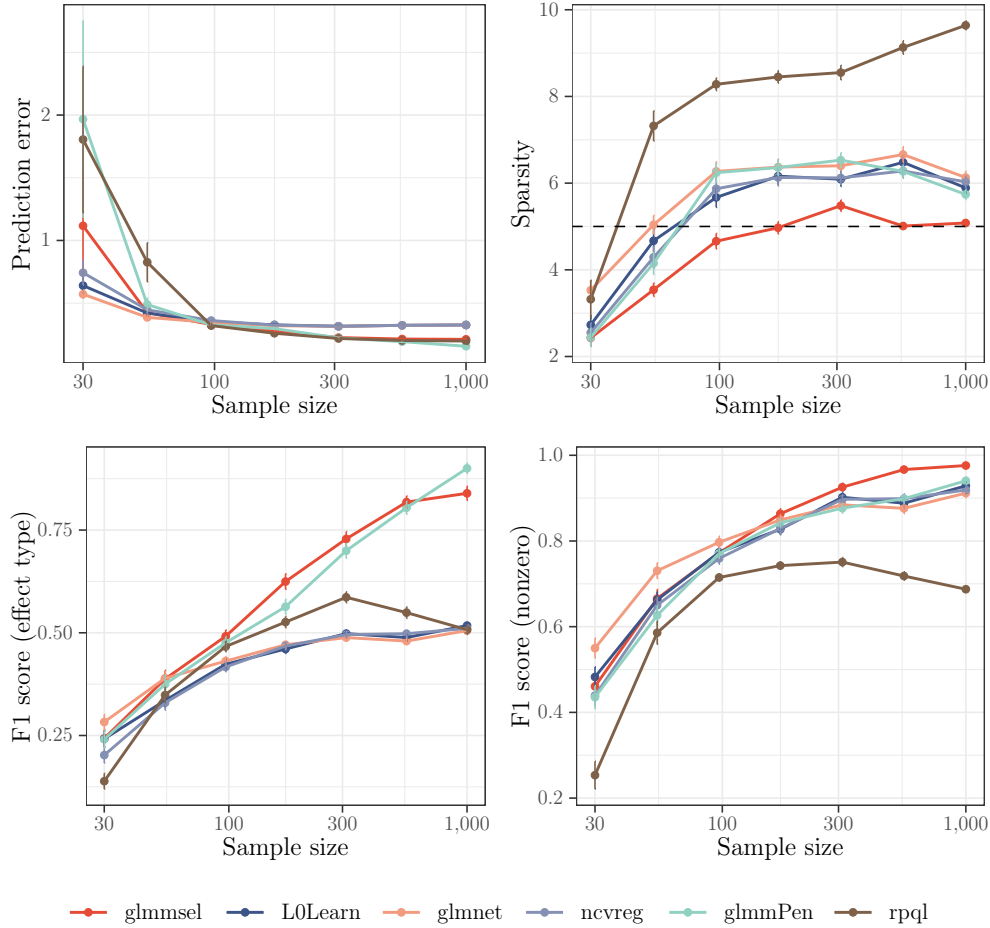 Prediction error
2
1
30
100
300
1,000
Sample size
Sparsity
10
8
6
4
2
30
100
300
1,000
Sample size
F1 score (effect type)
0.75
0.50
0.25
30
100
300
1,000
Sample size
F1 score (nonzero)
1.0
0.8
0.6
0.4
0.2
30
100
300
1,000
Sample size
glmmsel
L0Learn
glmnet
ncvreg
glmmPen
rpql